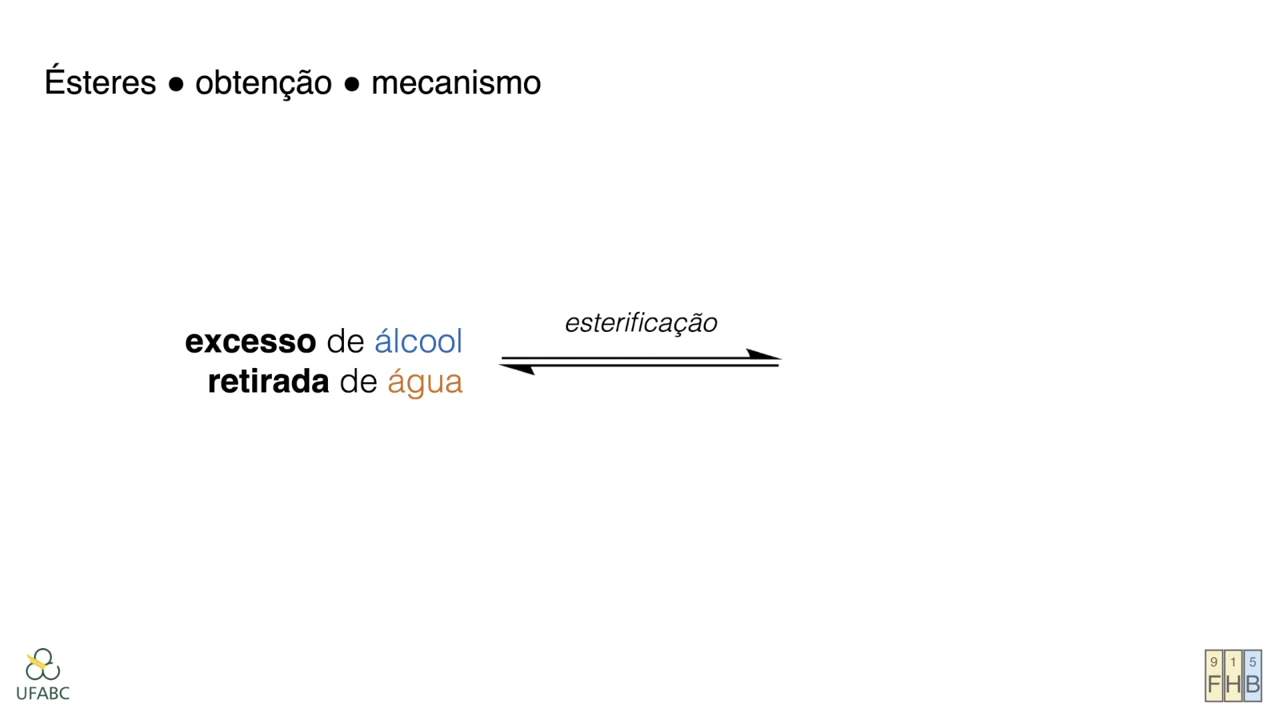 Ésteres ● obtenção ● mecanismo
esterificação
excesso de álcool
retirada de água
UFABC
9 1 5
F H B